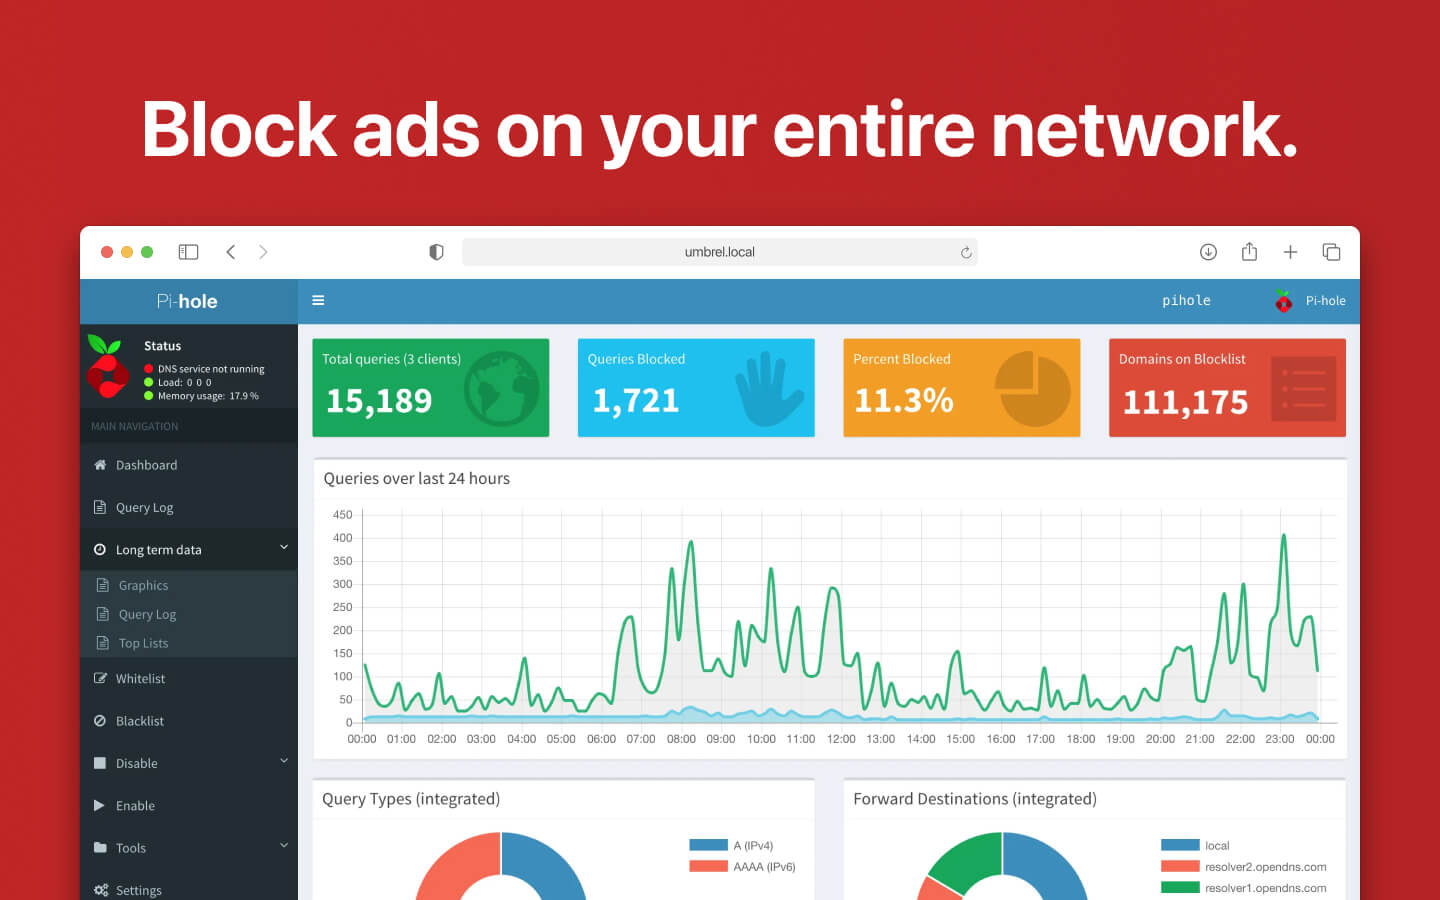 Block ads on your entire network.
umbrel.local
Pi-hole
pihole
Pi-hole
Status
DNS service not running
Load: 0 0 0
Memory usage: 17.9 %
MAIN NAVIGATION
Dashboard
Query Log
Long term data
Graphics
Query Log
Top Lists
Whitelist
Blacklist
Disable
Enable
Tools
Settings
Total queries (3 clients)
15,189
Queries Blocked
1,721
Percent Blocked
11.3%
Domains on Blocklist
111,175
Queries over last 24 hours
450
400
350
300
250
200
150
100
50
0
00:00 01:00 02:00 03:00 04:00 05:00 06:00 07:00 08:00 09:00 10:00 11:00 12:00 13:00 14:00 15:00 16:00 17:00 18:00 19:00 20:00 21:00 22:00 23:00 00:00
Query Types (integrated)
A (IPv4)
AAAA (IPv6)
Forward Destinations (integrated)
local
resolver2.opendns.com
resolver1.opendns.com